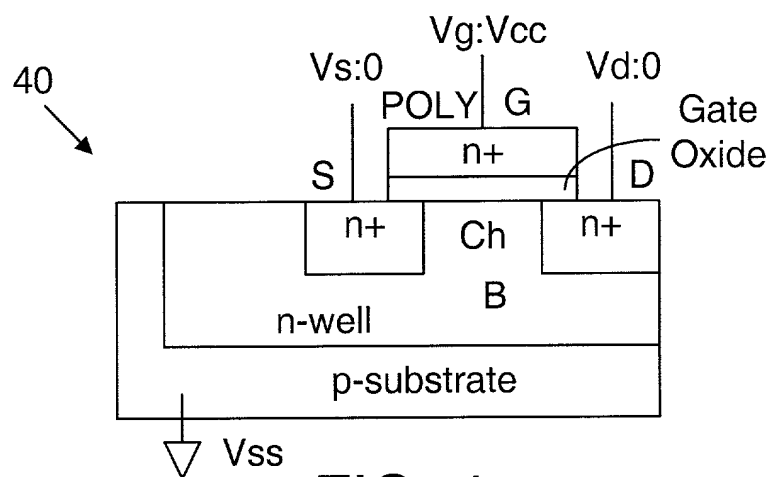 Vg:Vcc
Vs:0
Vd:0
40
POLY
G
Gate
Oxide
n+
S
D
n+
Ch
n+
B
n-well
p-substrate
Vss